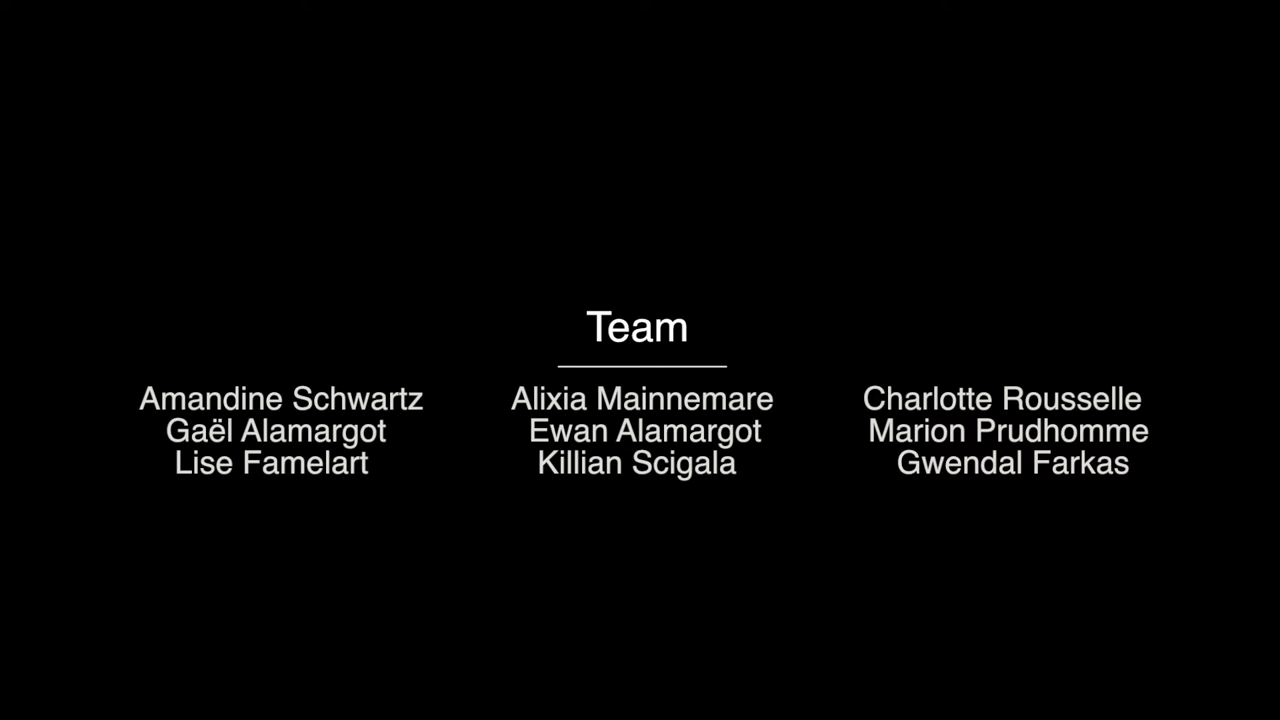 Team
Amandine Schwartz Alixia Mainnemare Charlotte Rousselle
Gaël Alamargot Ewan Alamargot Marion Prudhomme
Lise Famelart Killian Scigala Gwendal Farkas